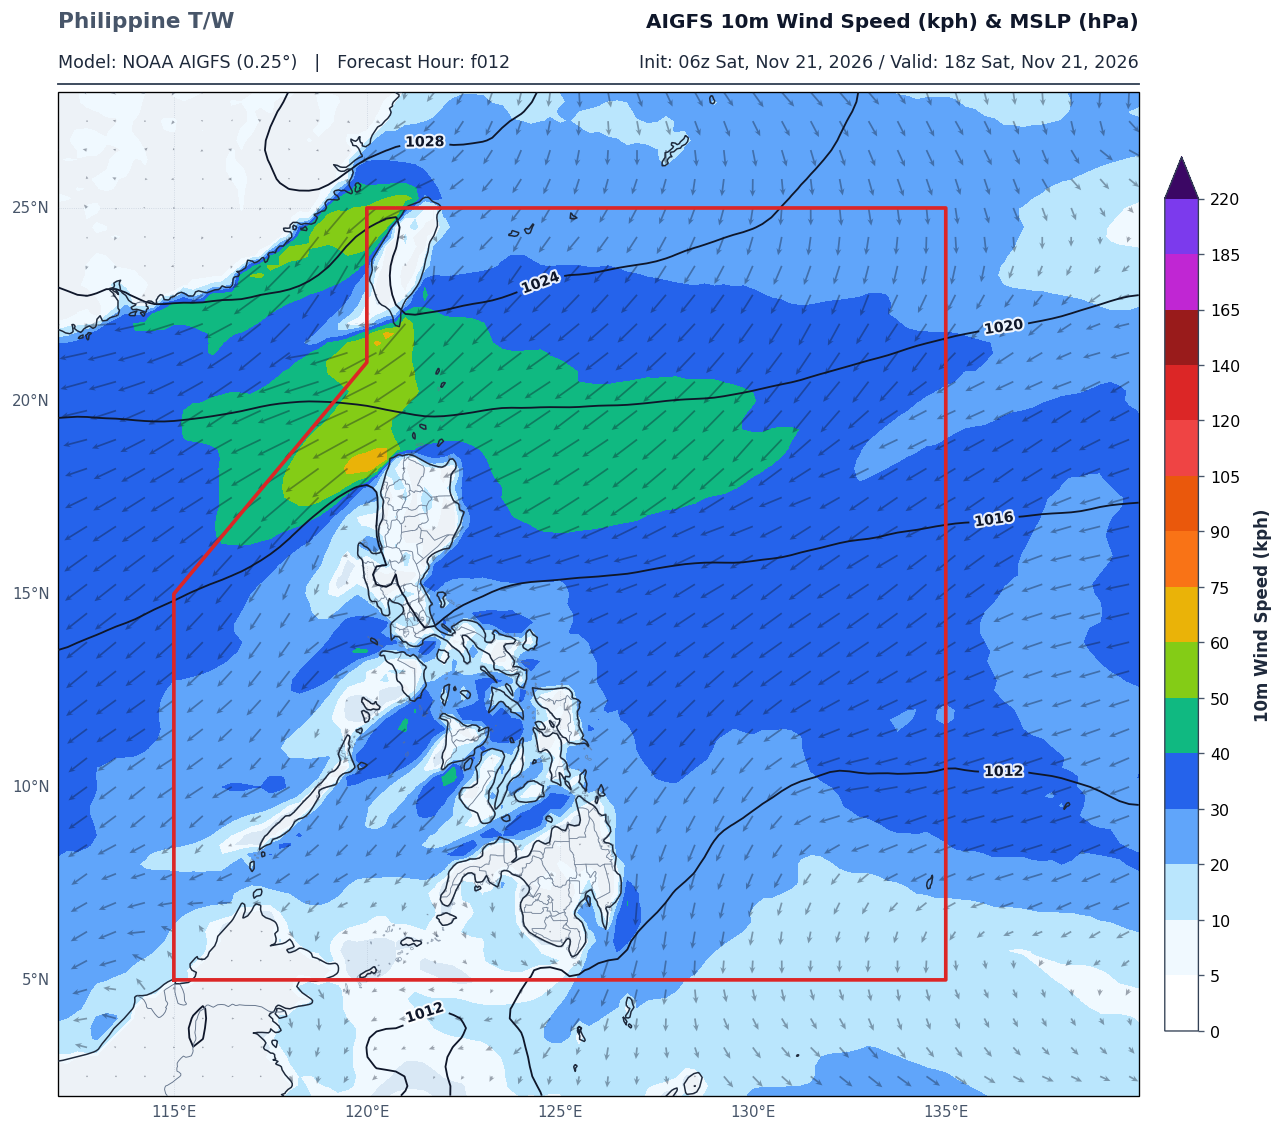 Philippine T/W
AIGFS 10m Wind Speed (kph) & MSLP (hPa)
Model: NOAA AIGFS (0.25°) | Forecast Hour: f012
Init: 06z Sat, Nov 21, 2026 / Valid: 18z Sat, Nov 21, 2026
1028
1024
1020
1016
1012
1012
25°N
20°N
15°N
10°N
5°N
115°E
120°E
125°E
130°E
135°E
220
185
165
140
120
105
90
75
60
50
40
30
20
10
5
0
10m Wind Speed (kph)